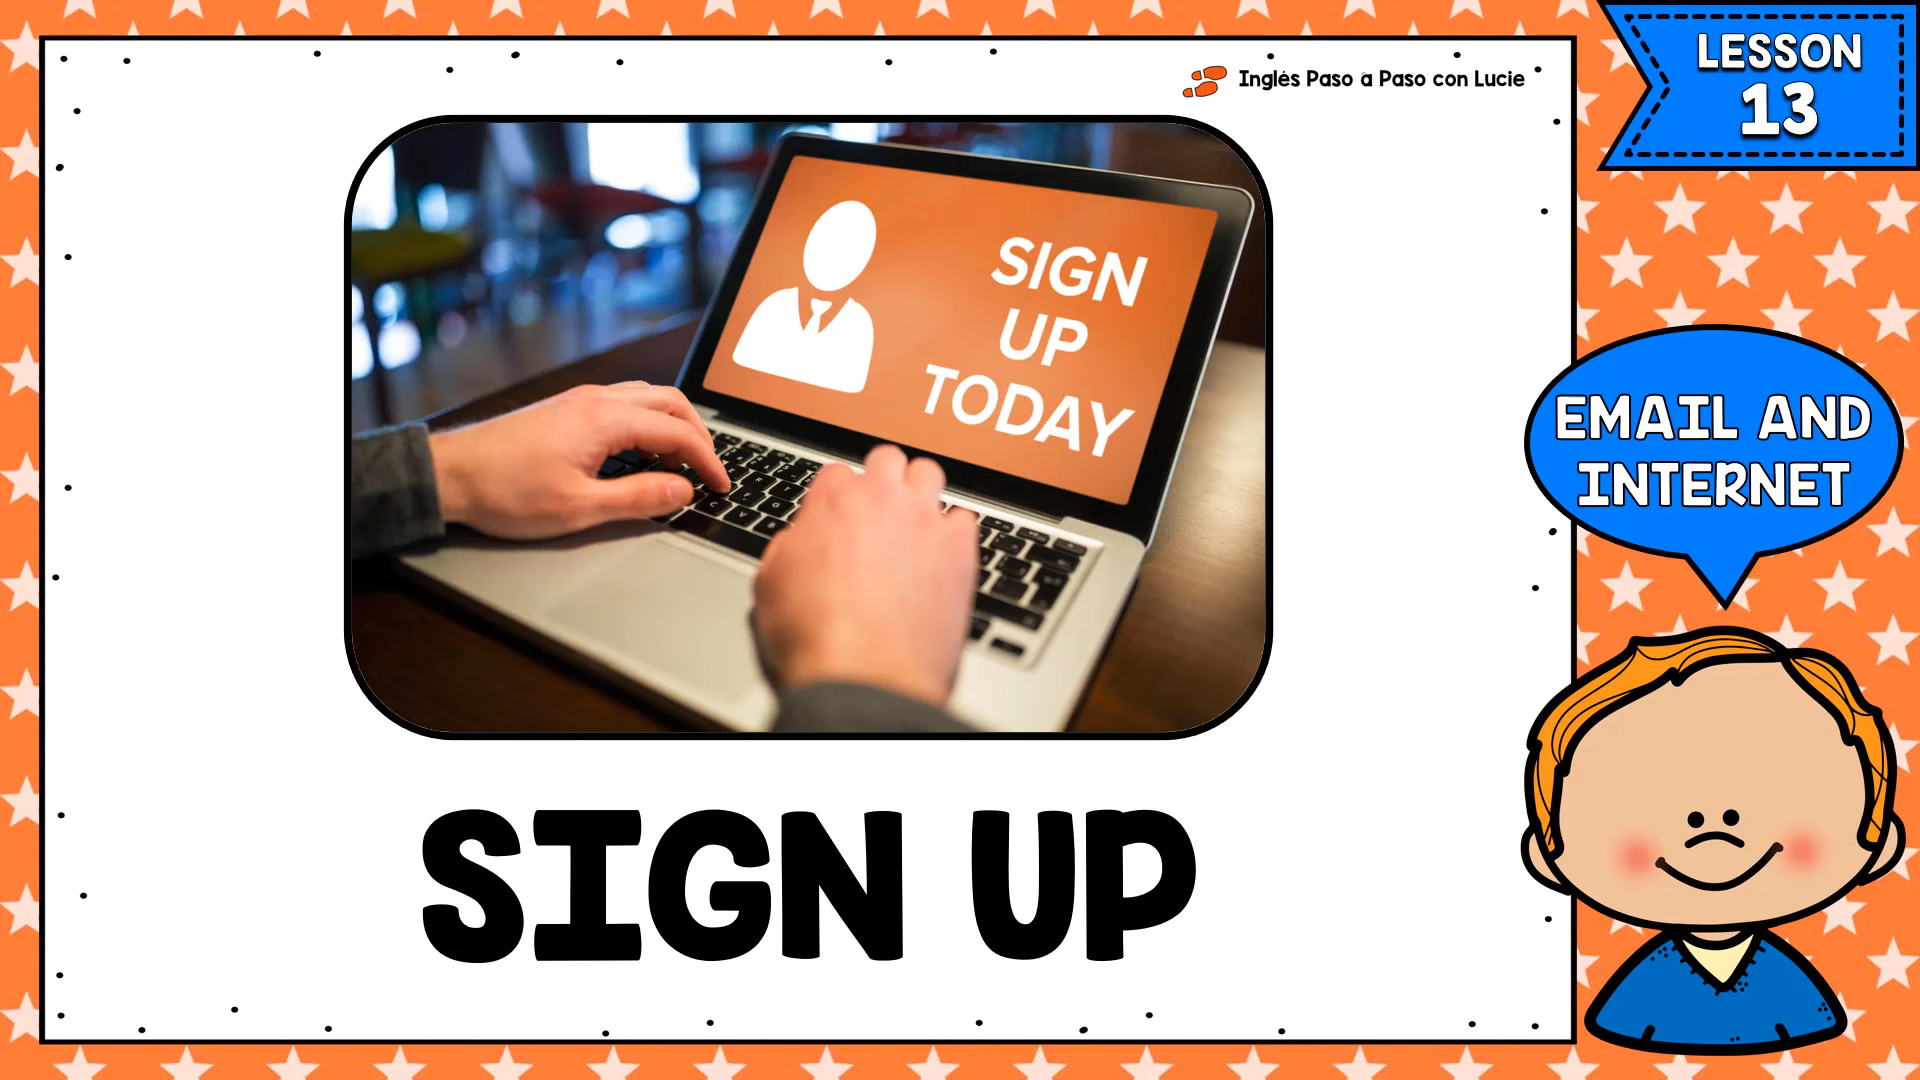 Inglés Paso a Paso con Lucie
LESSON
13
SIGN
UP
TODAY
EMAIL AND
INTERNET
SIGN UP